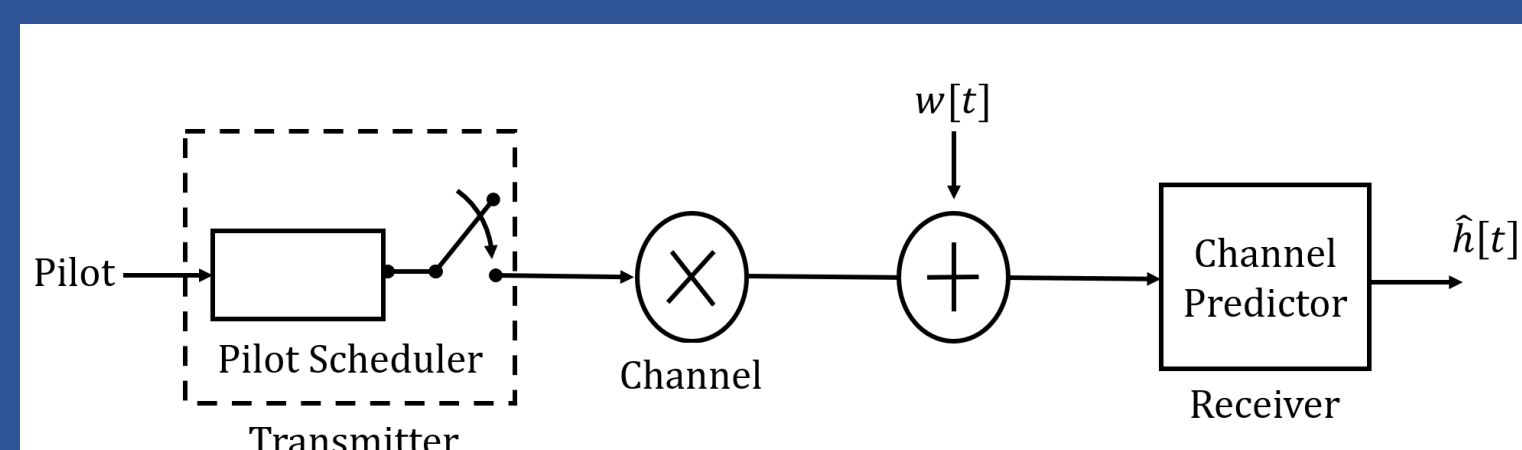 w[t]
Pilot
Pilot Scheduler
Transmitter
Channel
Channel
Predictor
Receiver
ĥ[t]